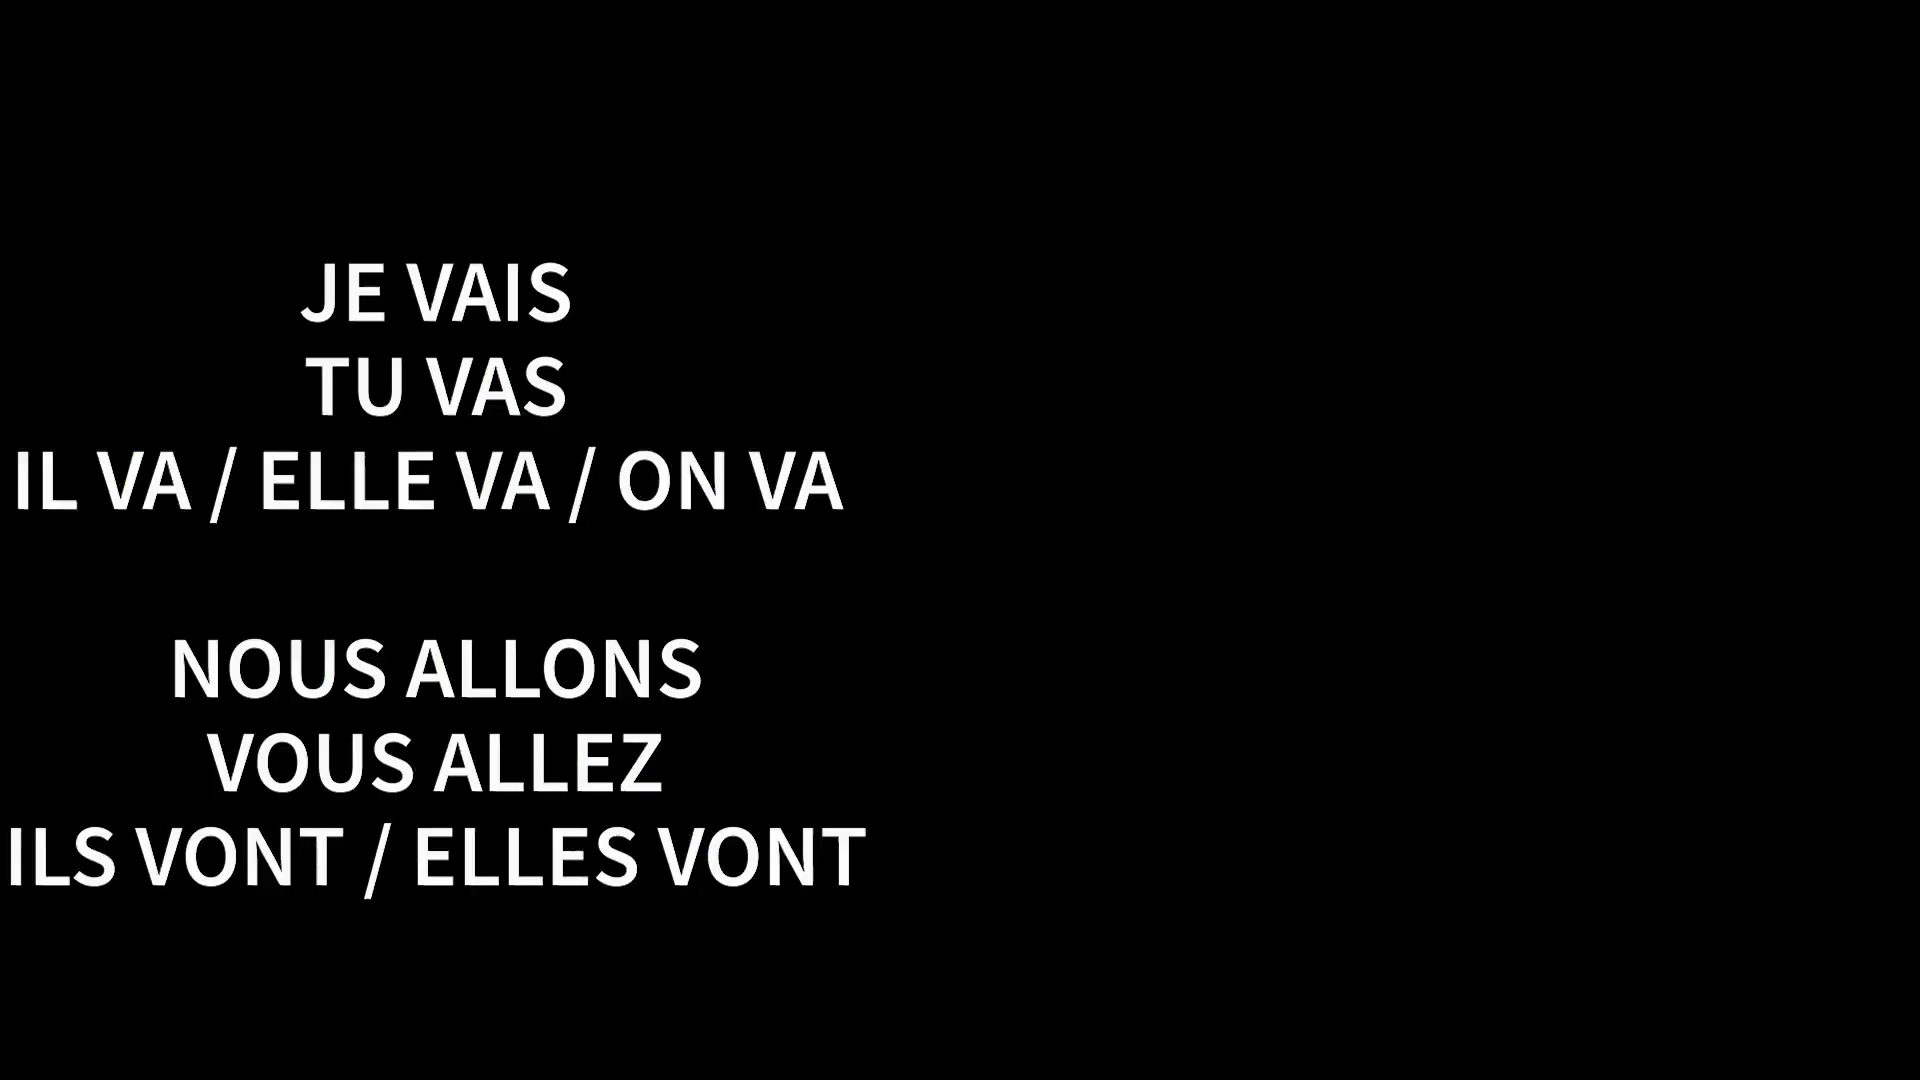 JE VAIS
TU VAS
IL VA / ELLE VA / ON VA
NOUS ALLONS
VOUS ALLEZ
ILS VONT / ELLES VONT